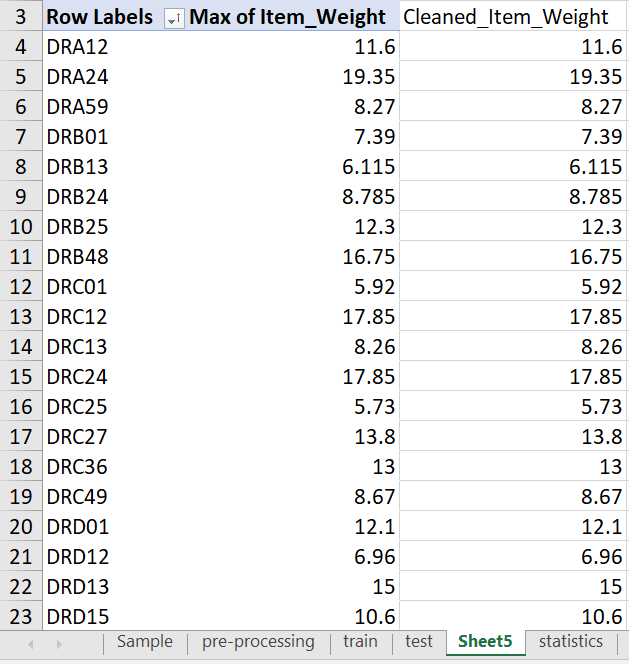 3 Row Labels Max of Item_Weight Cleaned_Item_Weight
4 DRA12 11.6 11.6
5 DRA24 19.35 19.35
6 DRA59 8.27 8.27
7 DRB01 7.39 7.39
8 DRB13 6.115 6.115
9 DRB24 8.785 8.785
10 DRB25 12.3 12.3
11 DRB48 16.75 16.75
12 DRC01 5.92 5.92
13 DRC12 17.85 17.85
14 DRC13 8.26 8.26
15 DRC24 17.85 17.85
16 DRC25 5.73 5.73
17 DRC27 13.8 13.8
18 DRC36 13 13
19 DRC49 8.67 8.67
20 DRD01 12.1 12.1
21 DRD12 6.96 6.96
22 DRD13 15 15
23 DRD15 10.6 10.6
Sample pre-processing train test Sheet5 statistics